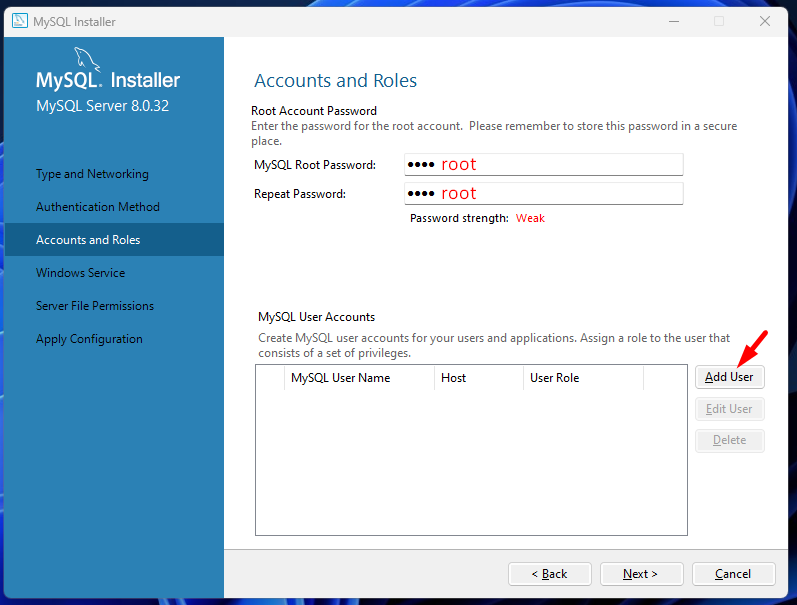 MySQL Installer
MySQL. Installer
MySQL Server 8.0.32
Type and Networking
Authentication Method
Accounts and Roles
Windows Service
Server File Permissions
Apply Configuration
Accounts and Roles
Root Account Password
Enter the password for the root account. Please remember to store this password in a secure
place.
MySQL Root Password: •••• root
Repeat Password: •••• root
Password strength: Weak
MySQL User Accounts
Create MySQL user accounts for your users and applications. Assign a role to the user that
consists of a set of privileges.
MySQL User Name Host User Role
Add User
Edit User
Delete
< Back Next > Cancel